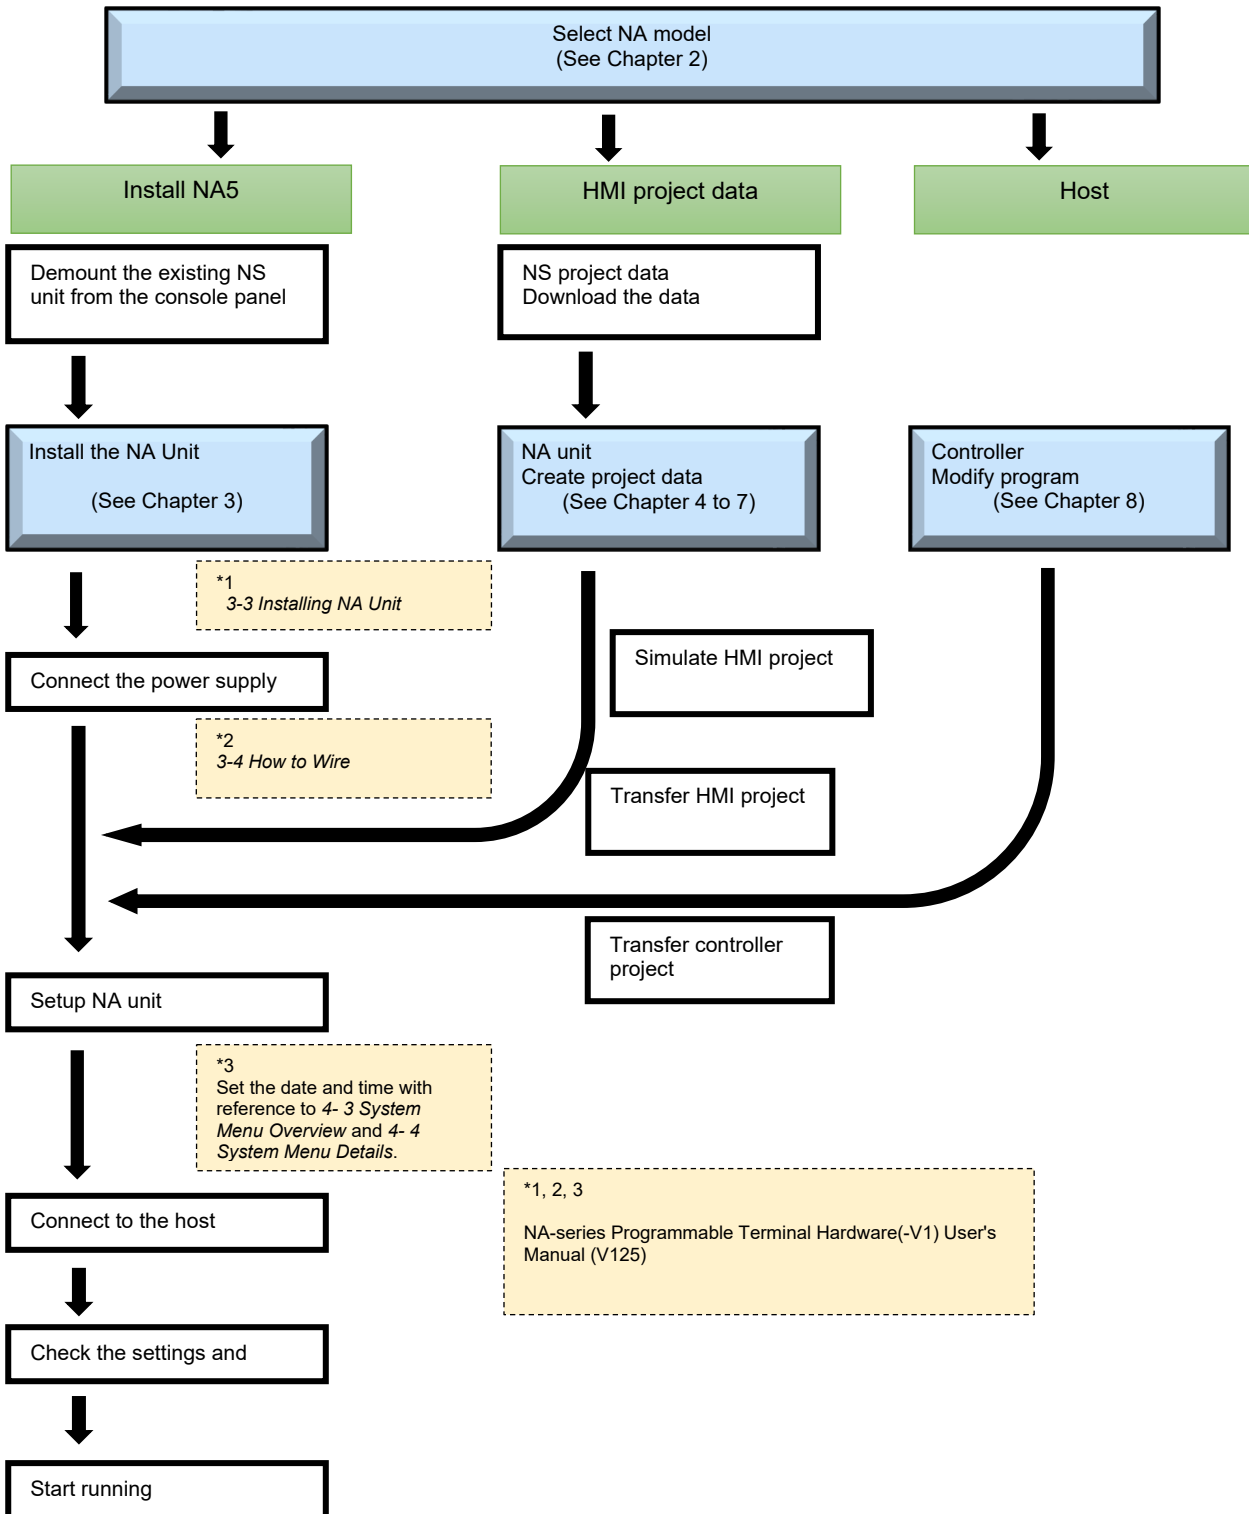 Select NA model
(See Chapter 2)
Install NA5
HMI project data
Host
Demount the existing NS
unit from the console panel
NS project data
Download the data
Install the NA Unit
(See Chapter 3)
NA unit
Create project data
(See Chapter 4 to 7)
Controller
Modify program
(See Chapter 8)
*1
3-3 Installing NA Unit
Simulate HMI project
Connect the power supply
*2
3-4 How to Wire
Transfer HMI project
Transfer controller
project
Setup NA unit
*3
Set the date and time with
reference to 4- 3 System
Menu Overview and 4- 4
System Menu Details.
*1, 2, 3
NA-series Programmable Terminal Hardware(-V1) User's
Manual (V125)
Connect to the host
Check the settings and
Start running